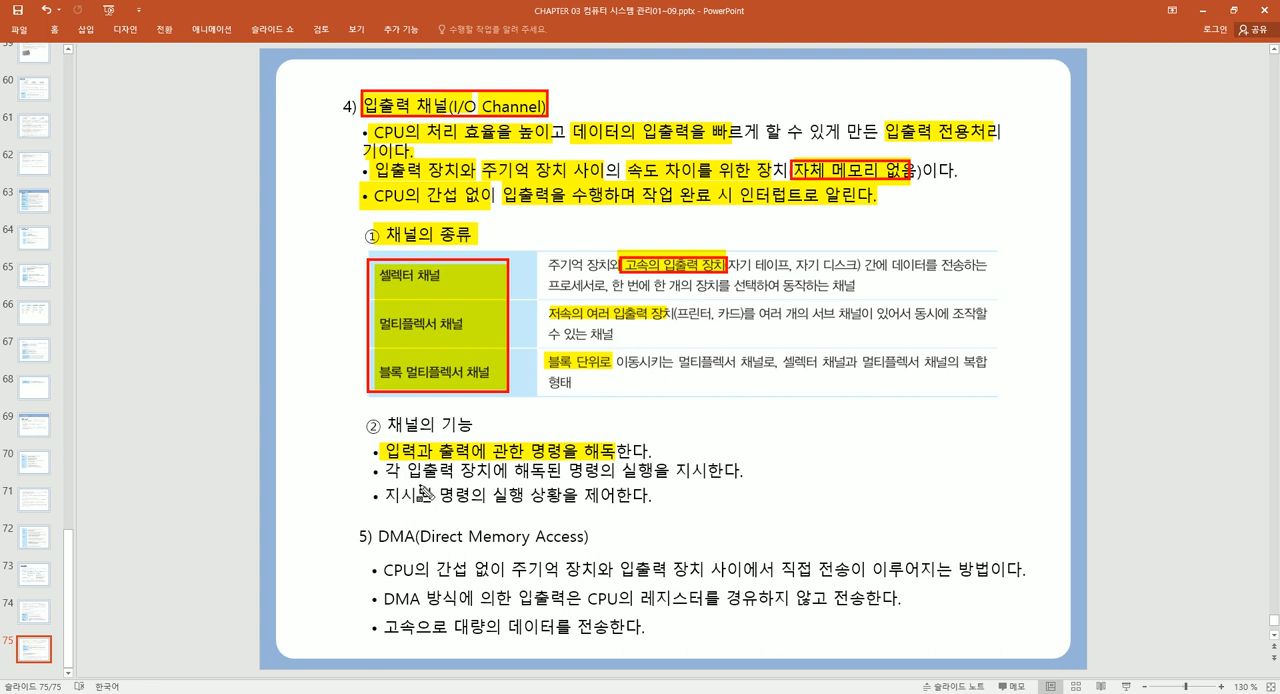 CHAPTER 03 컴퓨터 시스템 관리01~09.pptx - PowerPoint
파일 홈 삽입 디자인 전환 애니메이션 슬라이드 쇼 검토 보기 추가 기능 수행할 작업을 알려 주세요. 로그인 공유
59
60
61
62
63
64
65
66
67
68
69
70
71
72
73
74
75
4) 입출력 채널(I/O Channel)
• CPU의 처리 효율을 높이고 데이터의 입출력을 빠르게 할 수 있게 만든 입출력 전용처리
기이다.
• 입출력 장치와 주기억 장치 사이의 속도 차이를 위한 장치 자체 메모리 없음)이다.
• CPU의 간섭 없이 입출력을 수행하며 작업 완료 시 인터럽트로 알린다.
① 채널의 종류
셀렉터 채널
주기억 장치와 고속의 입출력 장치(자기 테이프, 자기 디스크) 간에 데이터를 전송하는
프로세서로, 한 번에 한 개의 장치를 선택하여 동작하는 채널
멀티플렉서 채널
저속의 여러 입출력 장치(프린터, 카드)를 여러 개의 서브 채널이 있어서 동시에 조작할
수 있는 채널
블록 멀티플렉서 채널
블록 단위로 이동시키는 멀티플렉서 채널로, 셀렉터 채널과 멀티플렉서 채널의 복합
형태
② 채널의 기능
• 입력과 출력에 관한 명령을 해독한다.
• 각 입출력 장치에 해독된 명령의 실행을 지시한다.
• 지시된 명령의 실행 상황을 제어한다.
5) DMA(Direct Memory Access)
• CPU의 간섭 없이 주기억 장치와 입출력 장치 사이에서 직접 전송이 이루어지는 방법이다.
• DMA 방식에 의한 입출력은 CPU의 레지스터를 경유하지 않고 전송한다.
• 고속으로 대량의 데이터를 전송한다.
슬라이드 75/75 한국어 슬라이드 노트 메모 130 %